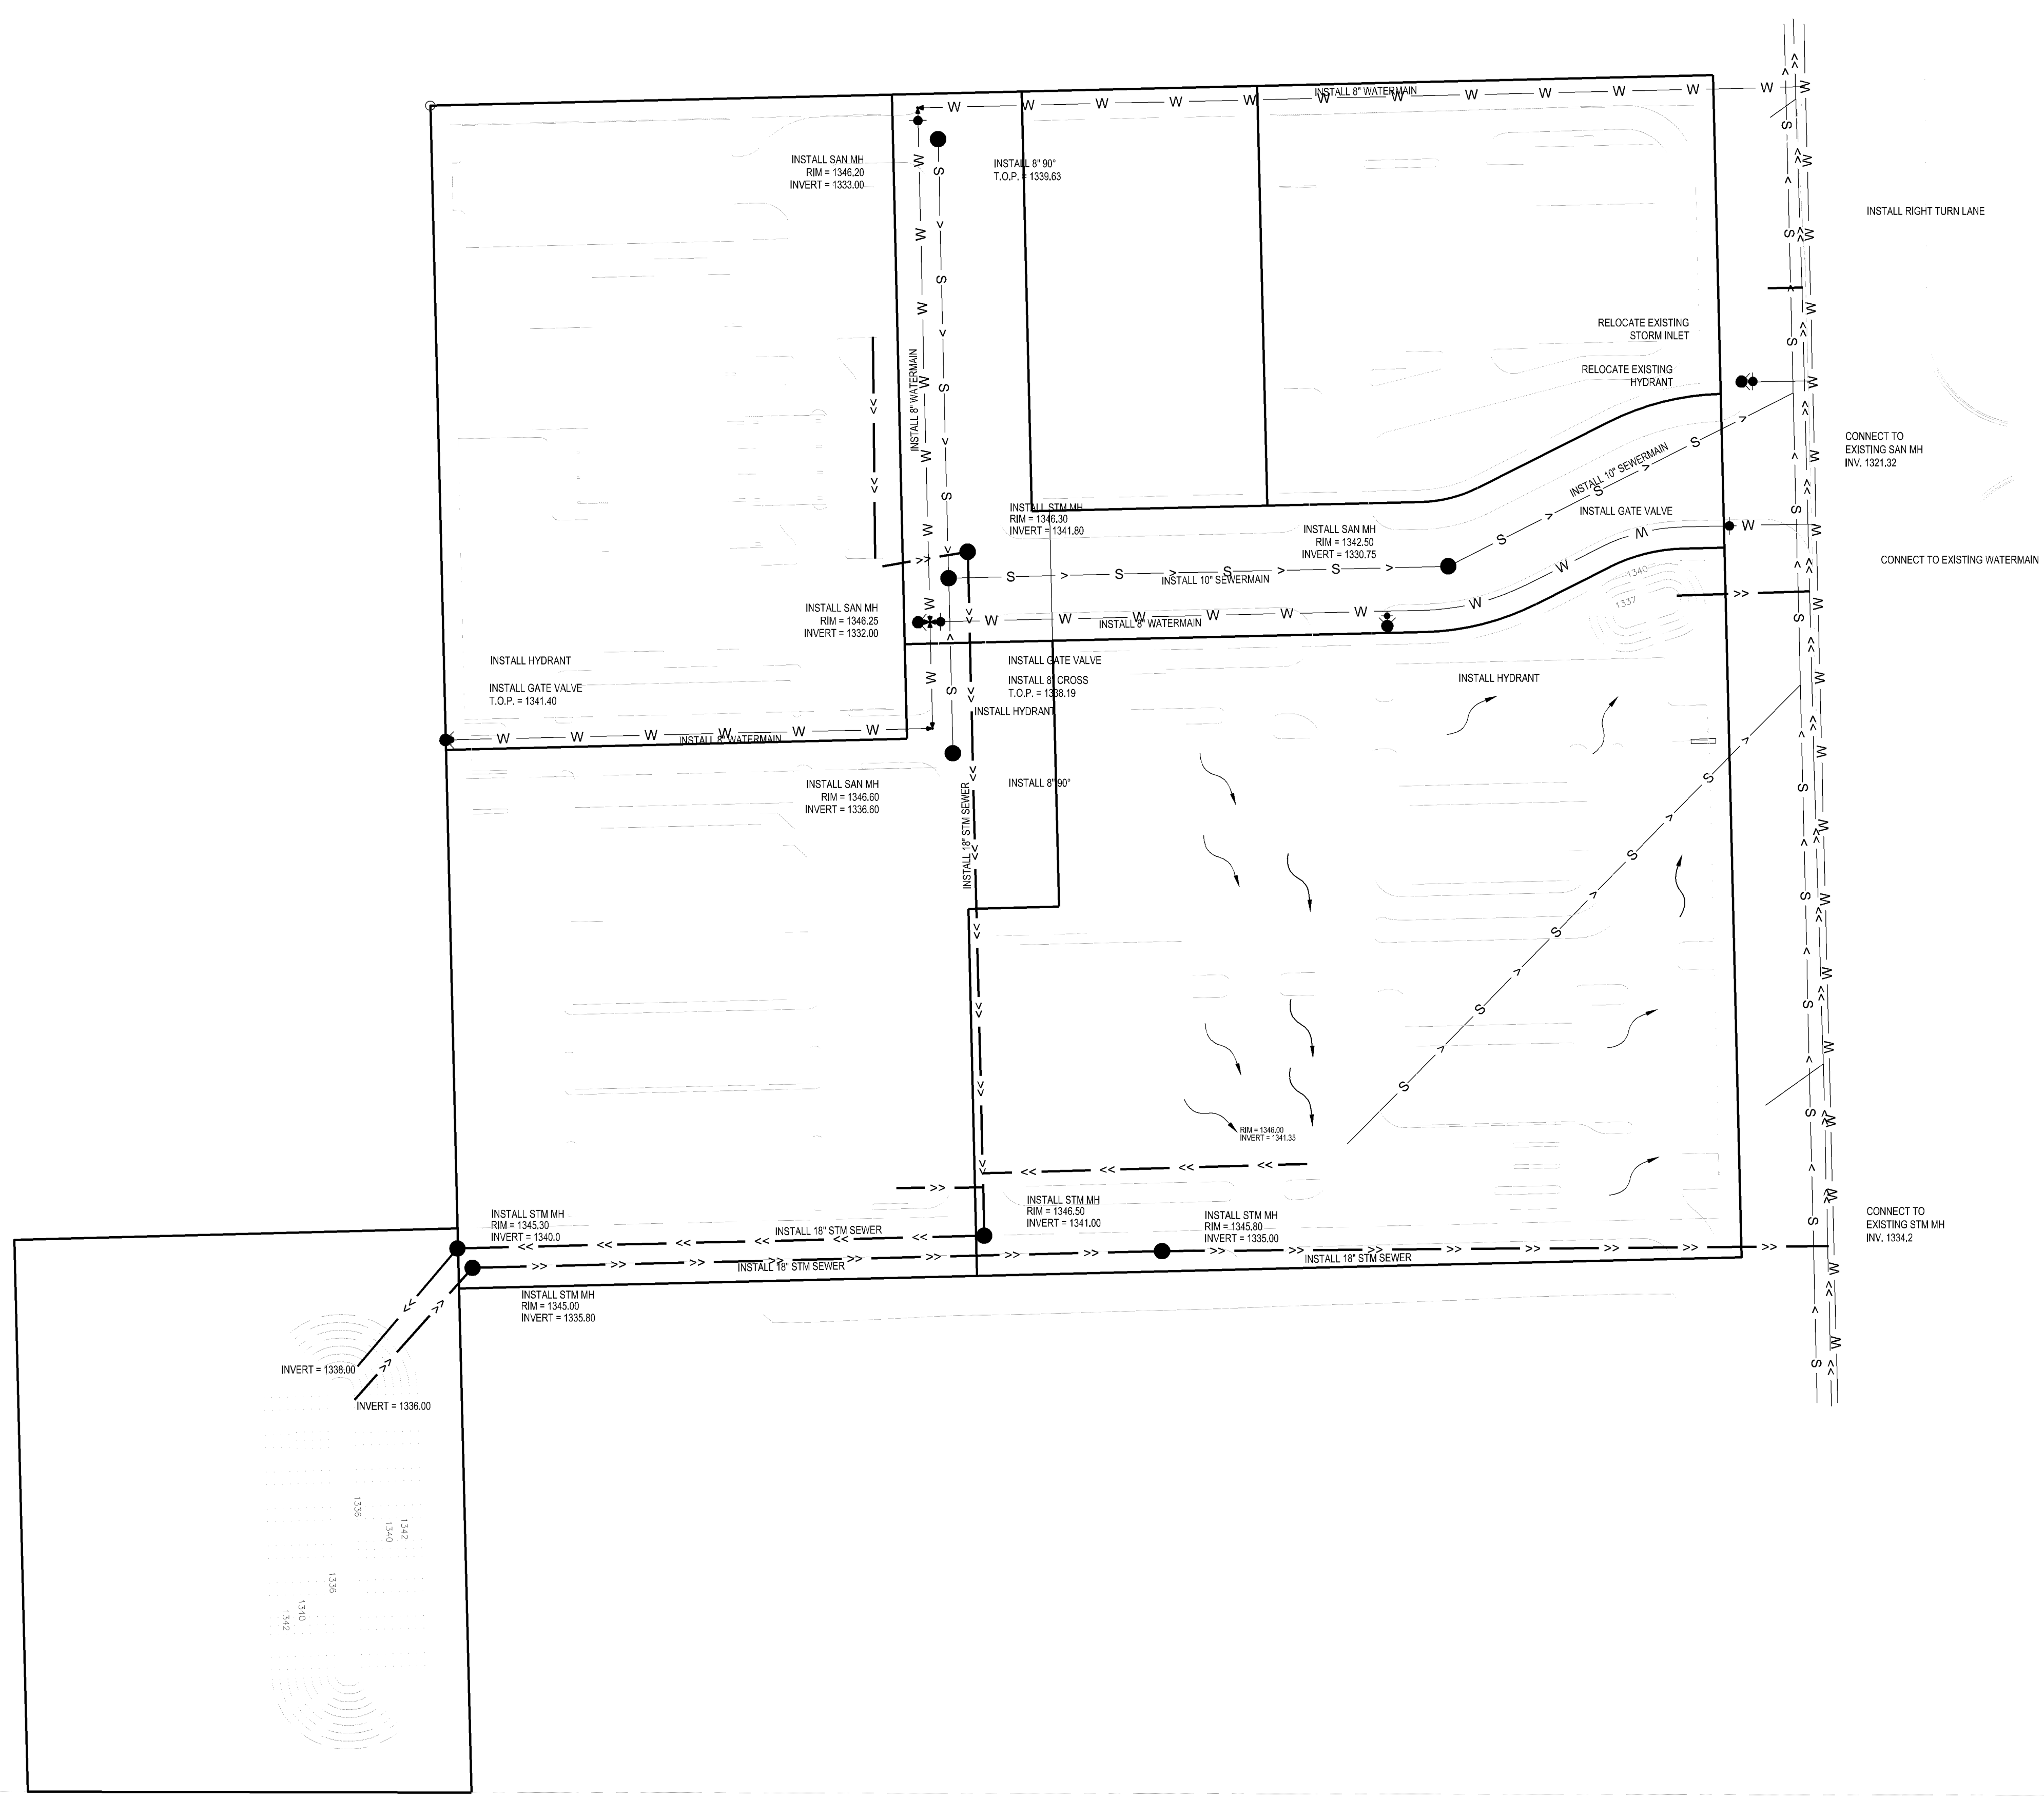 INSTALL 8" WATERMAIN
INSTALL SAN MH
RIM = 1346.20
INVERT = 1333.00
INSTALL 8" 90°
T.O.P. = 1339.63
INSTALL RIGHT TURN LANE
RELOCATE EXISTING
STORM INLET
RELOCATE EXISTING
HYDRANT
INSTALL 8" WATERMAIN
CONNECT TO
EXISTING SAN MH
INV. 1321.32
INSTALL 10" SEWERMAIN
INSTALL GATE VALVE
INSTALL STM MH
RIM = 1346.30
INVERT = 1341.80
INSTALL SAN MH
RIM = 1342.50
INVERT = 1330.75
CONNECT TO EXISTING WATERMAIN
INSTALL 10" SEWERMAIN
1340
1337
INSTALL SAN MH
RIM = 1346.25
INVERT = 1332.00
INSTALL 8" WATERMAIN
INSTALL HYDRANT
INSTALL GATE VALVE
T.O.P. = 1341.40
INSTALL GATE VALVE
INSTALL 8" CROSS
T.O.P. = 1338.19
INSTALL HYDRANT
INSTALL HYDRANT
INSTALL 8" WATERMAIN
INSTALL SAN MH
RIM = 1346.60
INVERT = 1336.60
INSTALL 8" 90°
INSTALL 18" STM SEWER
RIM = 1346.00
INVERT = 1341.35
INSTALL STM MH
RIM = 1345.30
INVERT = 1340.0
INSTALL 18" STM SEWER
INSTALL STM MH
RIM = 1346.50
INVERT = 1341.00
INSTALL STM MH
RIM = 1345.80
INVERT = 1335.00
CONNECT TO
EXISTING STM MH
INV. 1334.2
INSTALL 18" STM SEWER
INSTALL 18" STM SEWER
INSTALL STM MH
RIM = 1345.00
INVERT = 1335.80
INVERT = 1338.00
INVERT = 1336.00
1336
1340
1342
1336
1340
1342